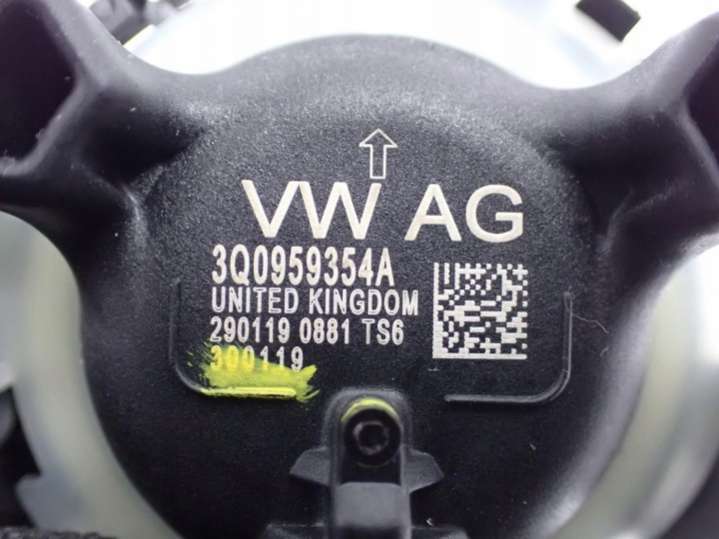 VW AG
3Q0959354A
UNITED KINGDOM
290119 0881 TS6
300119